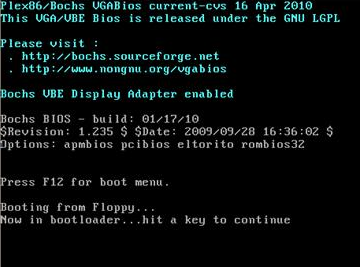 Plex86/Bochs VGABios current-cvs 16 Apr 2010
This VGA/VBE Bios is released under the GNU LGPL
Please visit :
. http://bochs.sourceforge.net
. http://www.nongnu.org/vgabios
Bochs VBE Display Adapter enabled
Bochs BIOS - build: 01/17/10
$Revision: 1.235 $ $Date: 2009/09/28 16:36:02 $
Options: apmbios pcibios eltorito rombios32
Press F12 for boot menu.
Booting from Floppy...
Now in bootloader...hit a key to continue